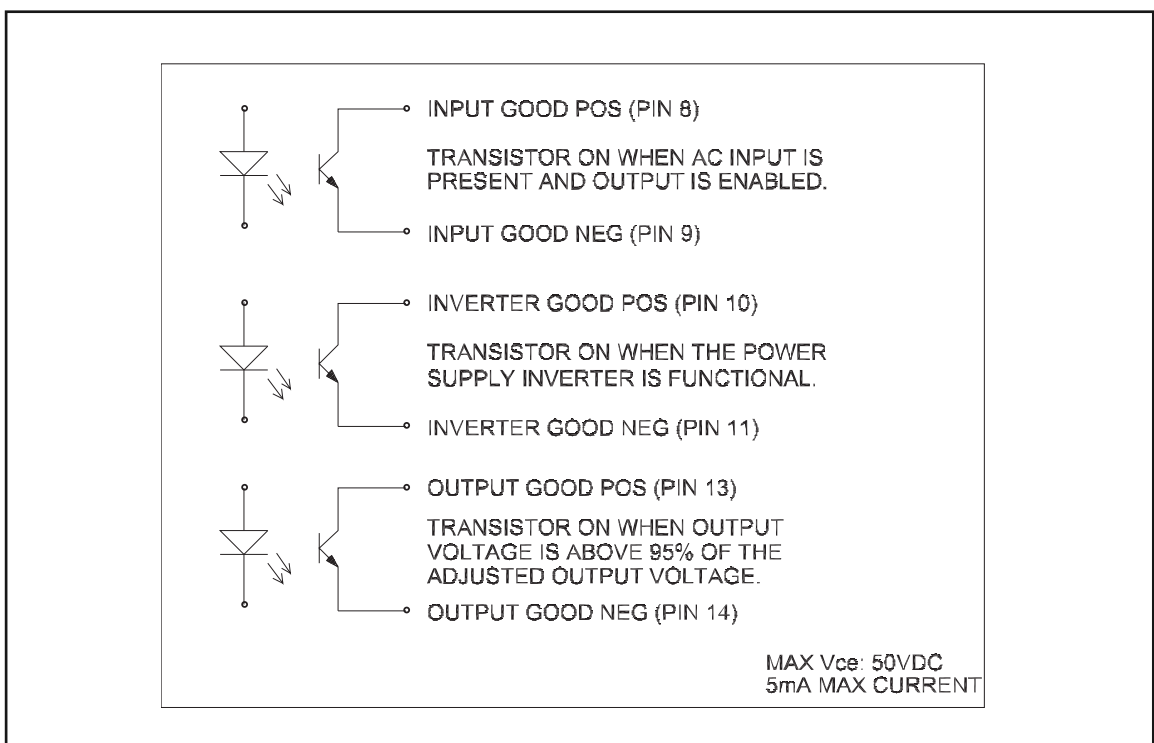 INPUT GOOD POS (PIN 8)
TRANSISTOR ON WHEN AC INPUT IS
PRESENT AND OUTPUT IS ENABLED.
INPUT GOOD NEG (PIN 9)
INVERTER GOOD POS (PIN 10)
TRANSISTOR ON WHEN THE POWER
SUPPLY INVERTER IS FUNCTIONAL.
INVERTER GOOD NEG (PIN 11)
OUTPUT GOOD POS (PIN 13)
TRANSISTOR ON WHEN OUTPUT
VOLTAGE IS ABOVE 95% OF THE
ADJUSTED OUTPUT VOLTAGE.
OUTPUT GOOD NEG (PIN 14)
MAX Vce: 50VDC
5mA MAX CURRENT